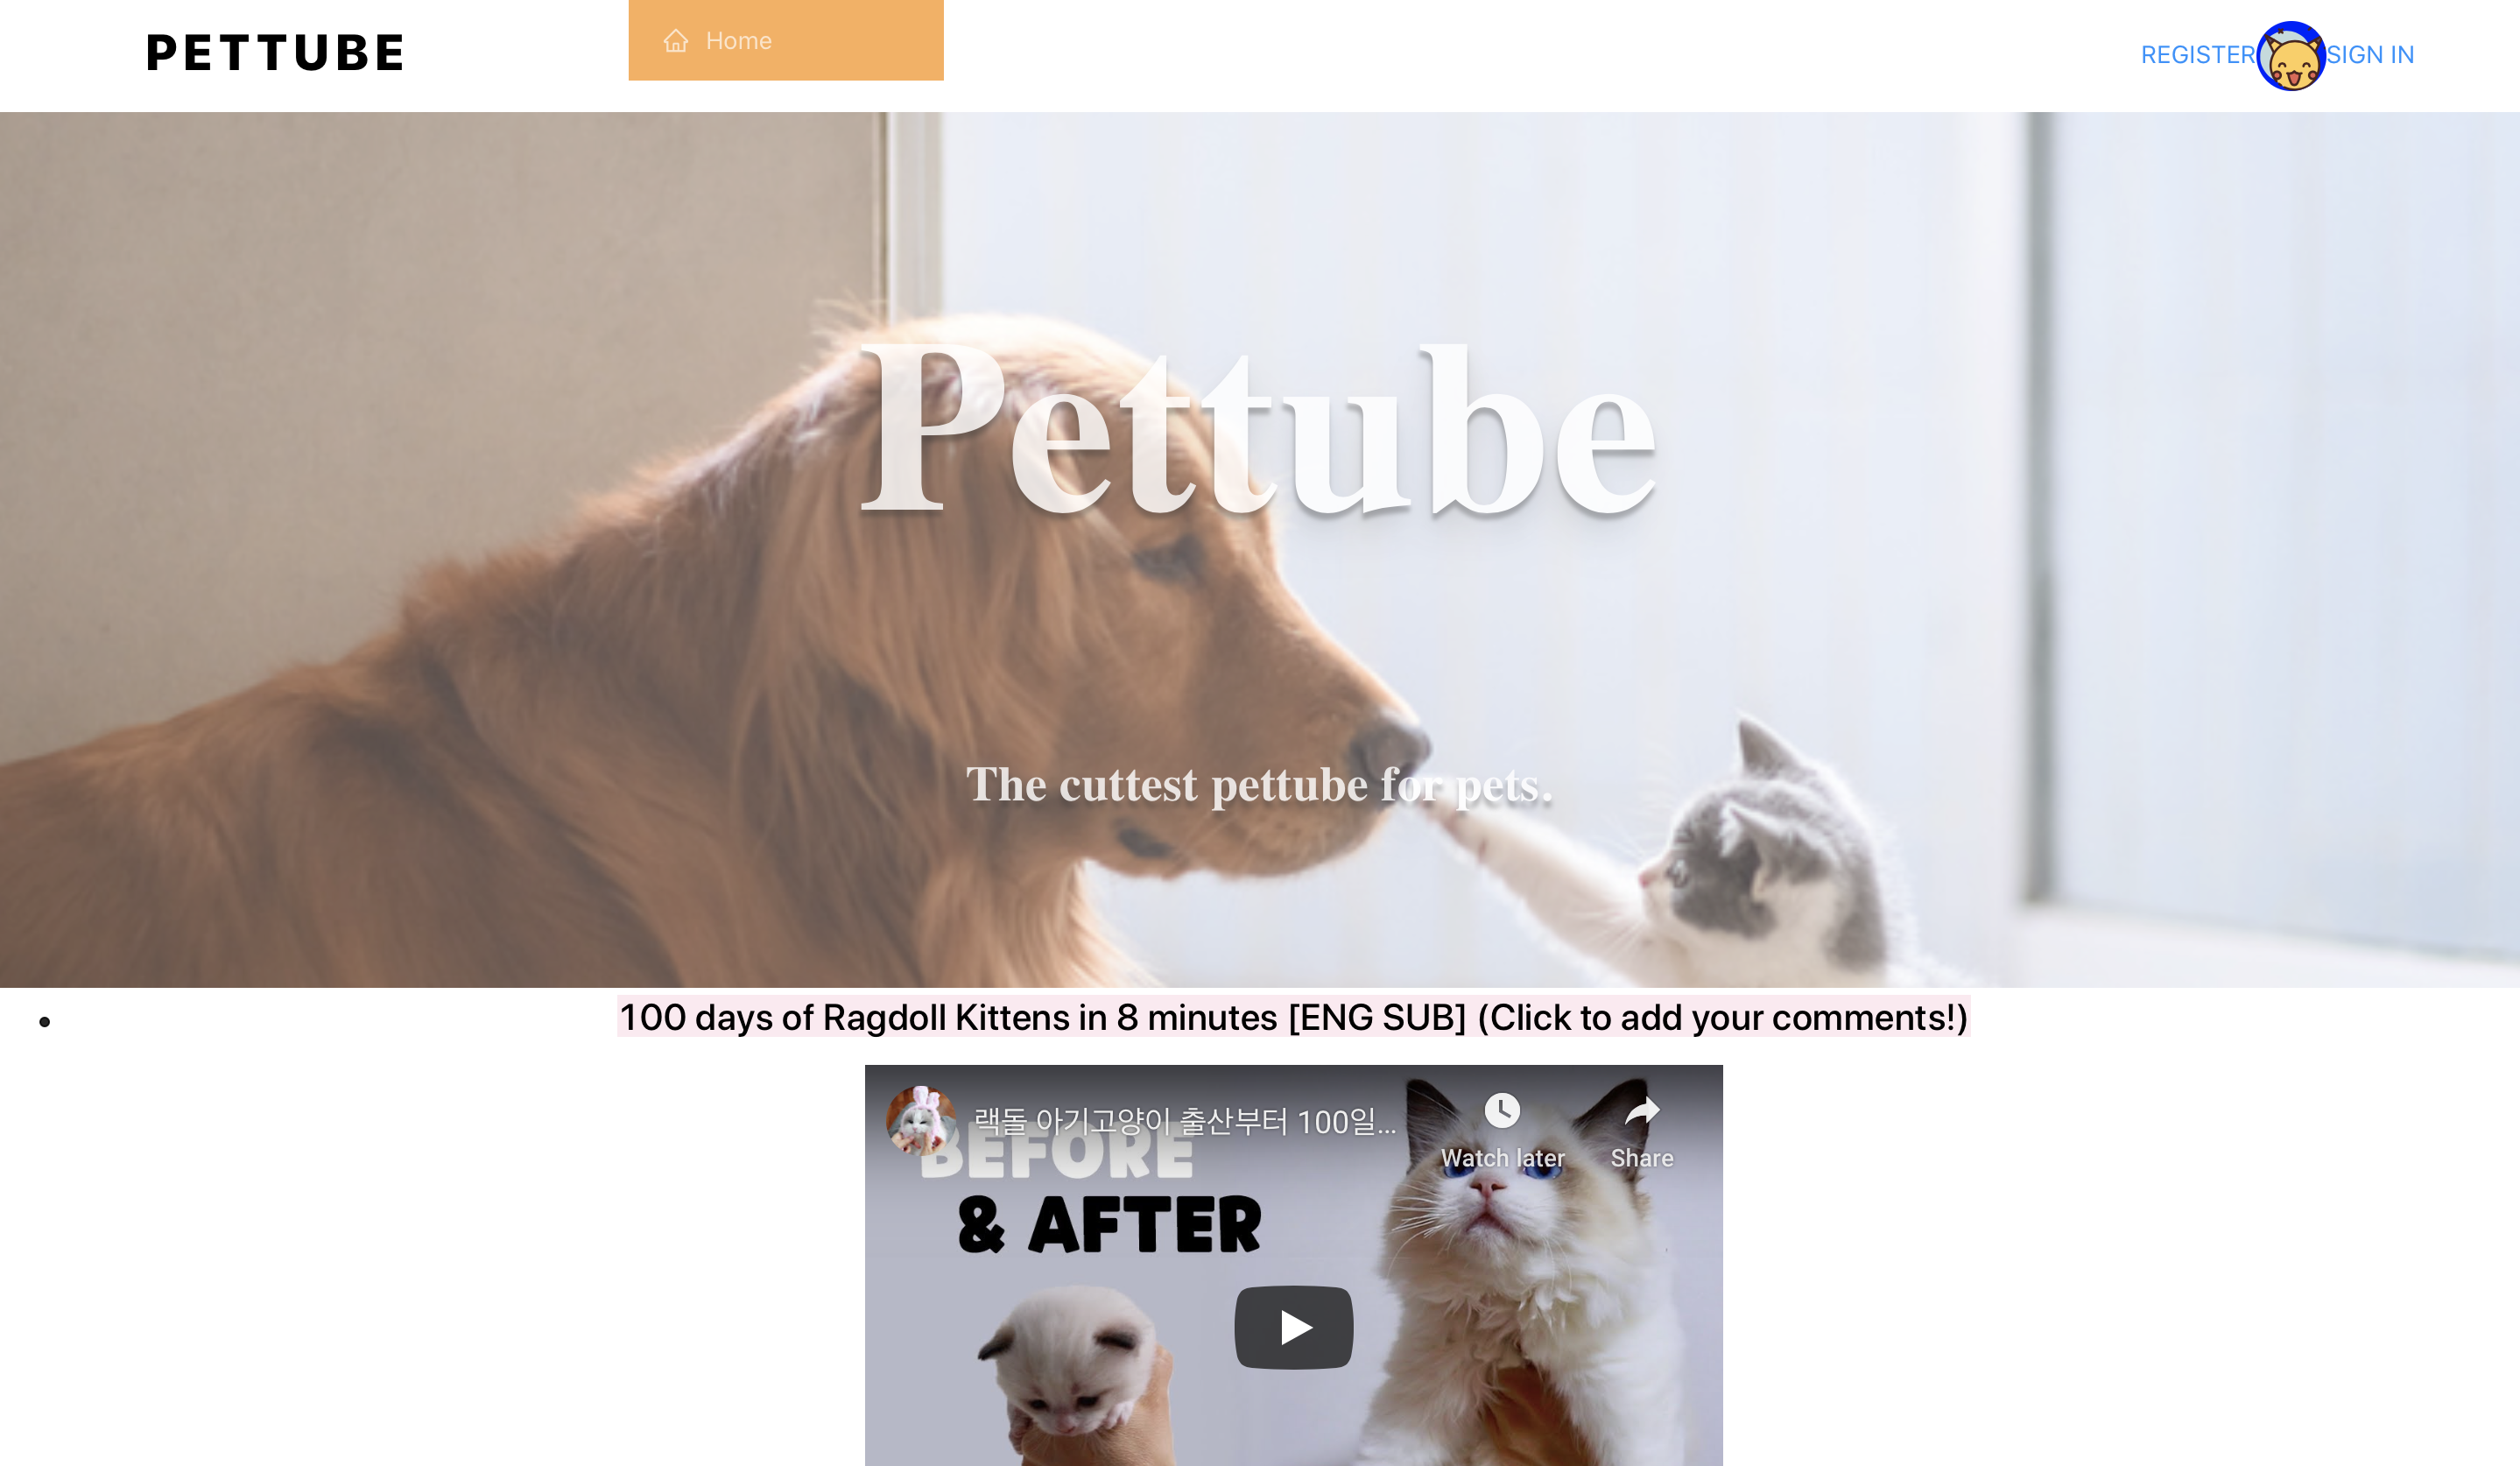 PETTUBE
Home
REGISTER
SIGN IN
Pettube
The cuttest pettube for pets.
100 days of Ragdoll Kittens in 8 minutes [ENG SUB] (Click to add your comments!)
랙돌 아기고양이 출산부터 100일...
Watch later
Share
BEFORE
& AFTER